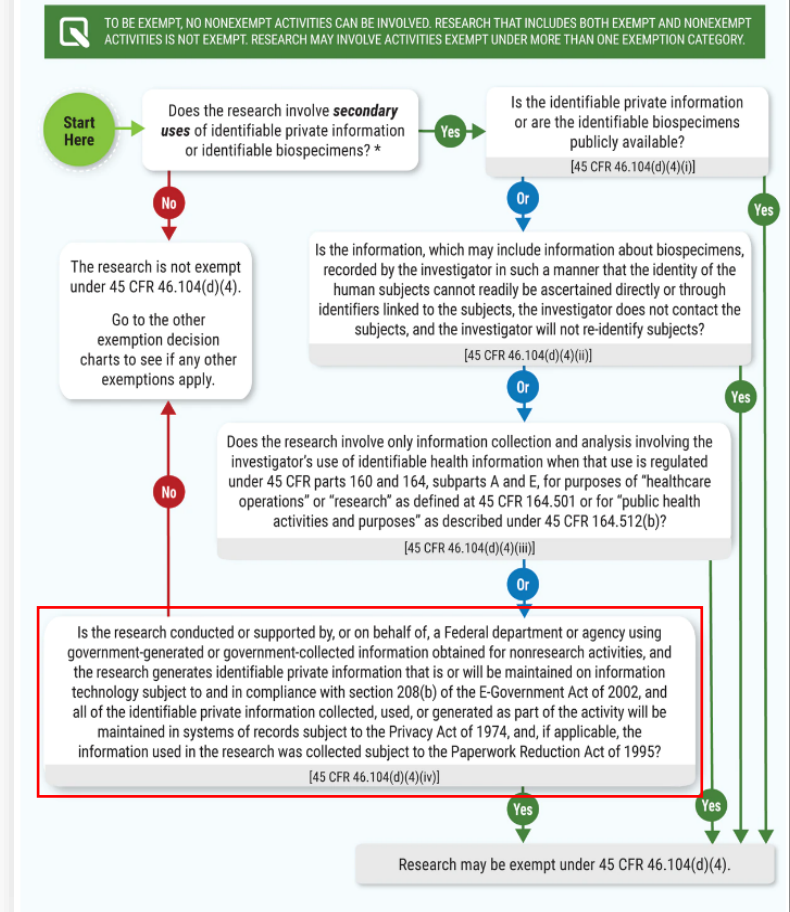 TO BE EXEMPT, NO NONEXEMPT ACTIVITIES CAN BE INVOLVED. RESEARCH THAT INCLUDES BOTH EXEMPT AND NONEXEMPT
ACTIVITIES IS NOT EXEMPT. RESEARCH MAY INVOLVE ACTIVITIES EXEMPT UNDER MORE THAN ONE EXEMPTION CATEGORY.
Start
Here
Does the research involve secondary
uses of identifiable private information
or identifiable biospecimens? *
Yes
Is the identifiable private information
or are the identifiable biospecimens
publicly available?
[45 CFR 46.104(d)(4)(i)]
No
Or
Yes
The research is not exempt
under 45 CFR 46.104(d)(4).
Go to the other
exemption decision
charts to see if any other
exemptions apply.
Is the information, which may include information about biospecimens,
recorded by the investigator in such a manner that the identity of the
human subjects cannot readily be ascertained directly or through
identifiers linked to the subjects, the investigator does not contact the
subjects, and the investigator will not re-identify subjects?
[45 CFR 46.104(d)(4)(ii)]
Or
Yes
Does the research involve only information collection and analysis involving the
investigator's use of identifiable health information when that use is regulated
under 45 CFR parts 160 and 164, subparts A and E, for purposes of “healthcare
operations” or “research” as defined at 45 CFR 164.501 or for “public health
activities and purposes” as described under 45 CFR 164.512(b)?
[45 CFR 46.104(d)(4)(iii)]
No
Or
Is the research conducted or supported by, or on behalf of, a Federal department or agency using
government-generated or government-collected information obtained for nonresearch activities, and
the research generates identifiable private information that is or will be maintained on information
technology subject to and in compliance with section 208(b) of the E-Government Act of 2002, and
all of the identifiable private information collected, used, or generated as part of the activity will be
maintained in systems of records subject to the Privacy Act of 1974, and, if applicable, the
information used in the research was collected subject to the Paperwork Reduction Act of 1995?
[45 CFR 46.104(d)(4)(iv)]
Yes
Yes
Research may be exempt under 45 CFR 46.104(d)(4).